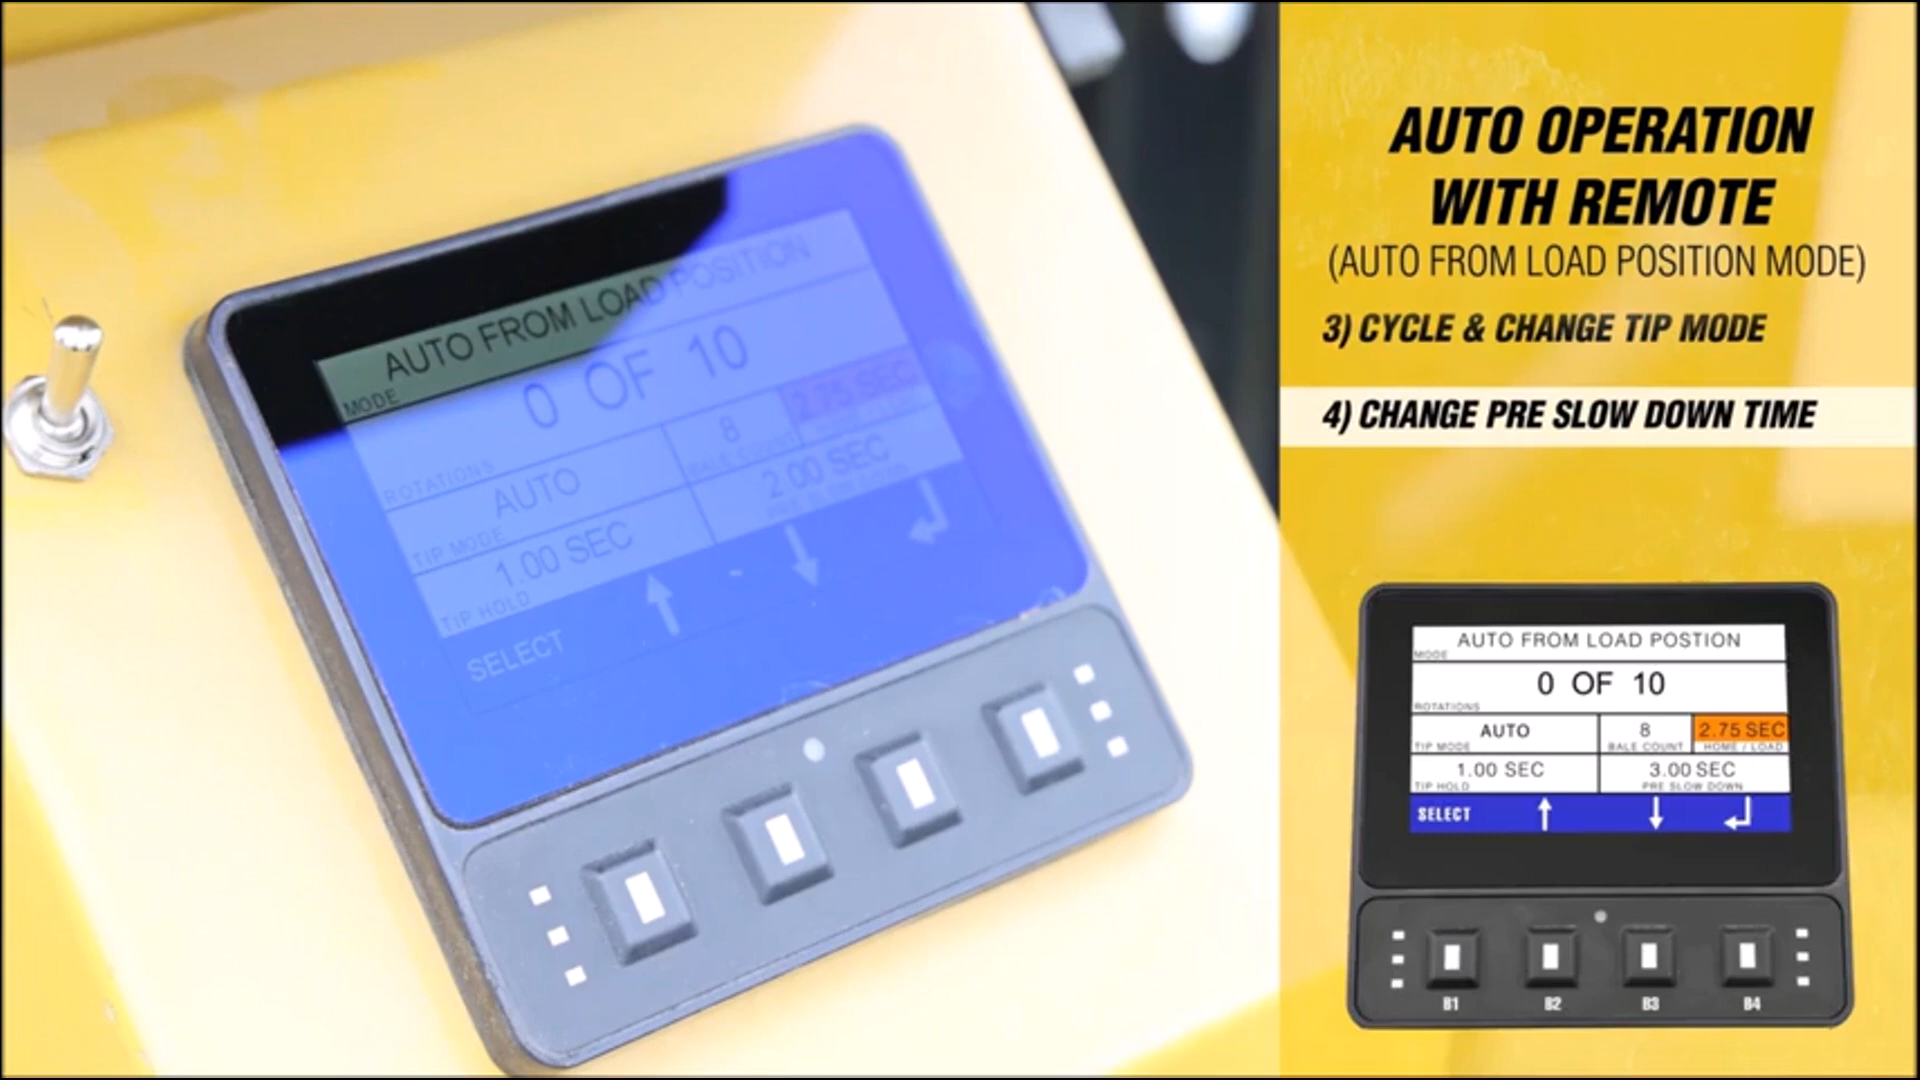 AUTO FROM LOAD POSITION
MODE
0 OF 10
ROTATIONS
AUTO
8
2.75 SEC
TIP MODE
BALE COUNT
1.00 SEC
2.00 SEC
TIP HOLD
SELECT
AUTO OPERATION
WITH REMOTE
(AUTO FROM LOAD POSITION MODE)
3) CYCLE & CHANGE TIP MODE
4) CHANGE PRE SLOW DOWN TIME
AUTO FROM LOAD POSTION
MODE
0 OF 10
ROTATIONS
AUTO
8
2.75 SEC
TIP MODE
BALE COUNT
HOME / LOAD
1.00 SEC
3.00 SEC
TIP HOLD
PRE SLOW DOWN
SELECT
B1
B2
B3
B4